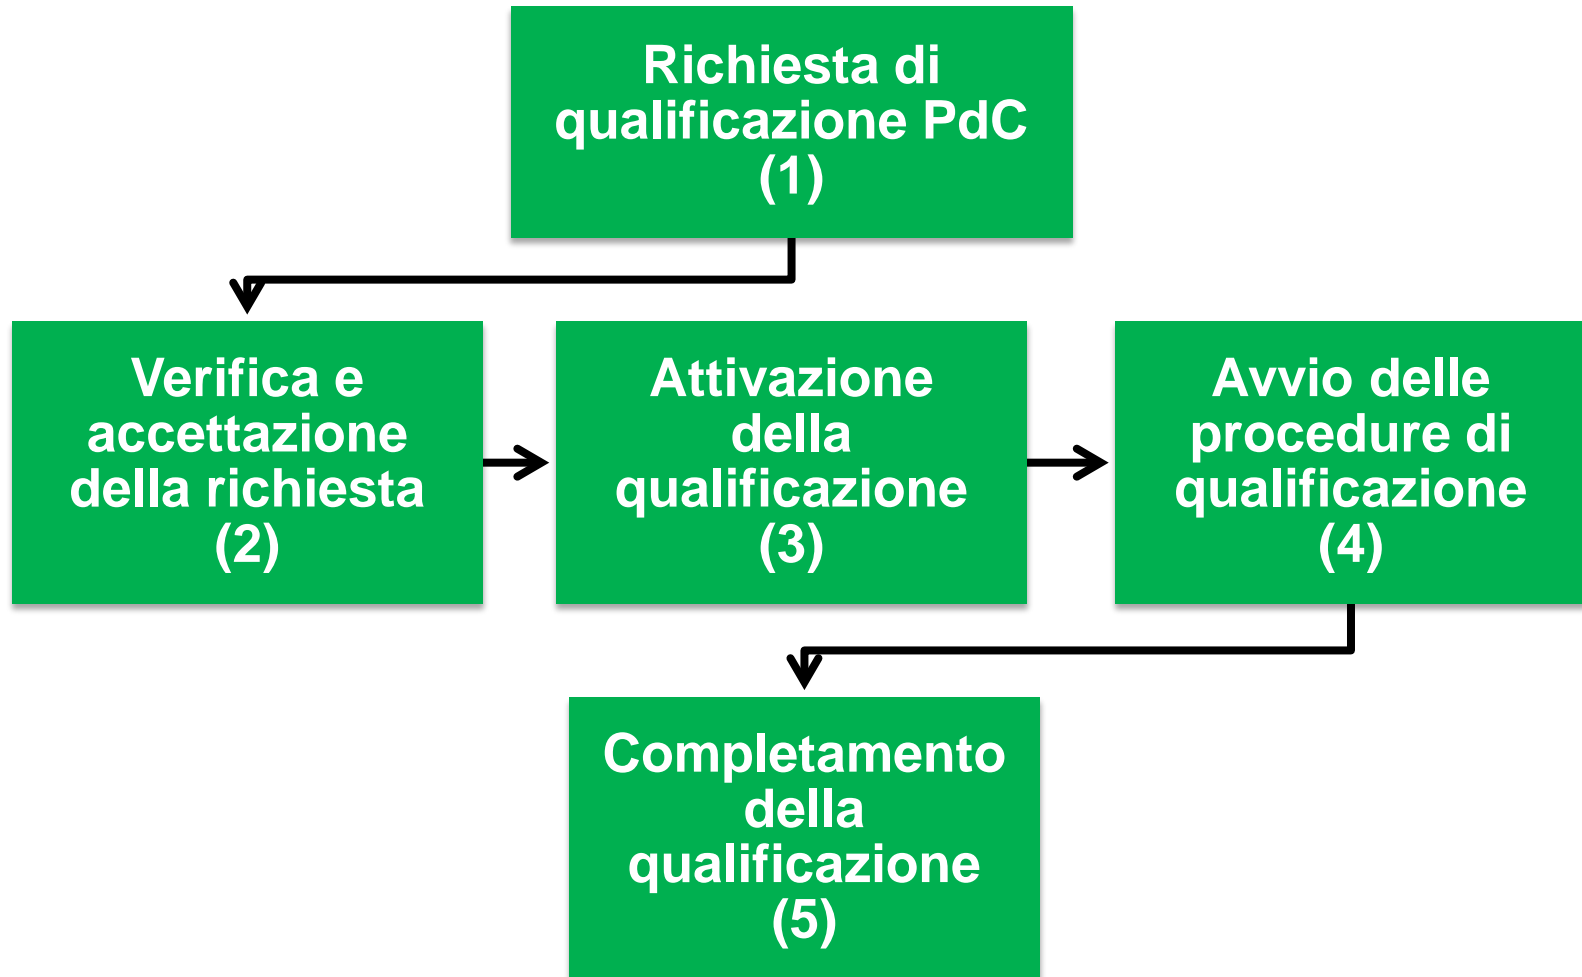 Richiesta di
qualificazione PdC
(1)
Verifica e
accettazione
della richiesta
(2)
Attivazione
della
qualificazione
(3)
Avvio delle
procedure di
qualificazione
(4)
Completamento
della
qualificazione
(5)